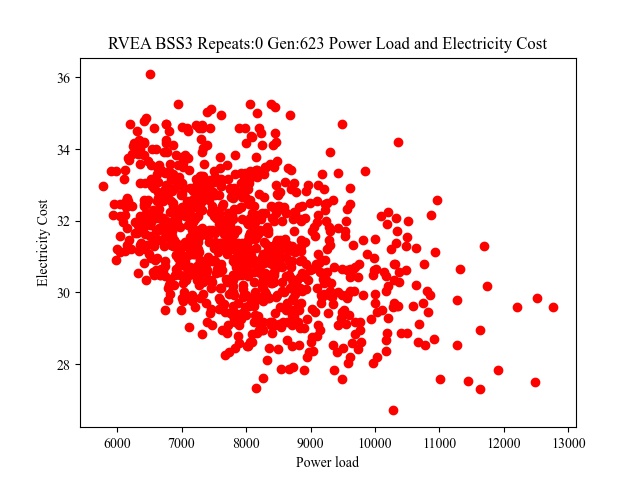 RVEA BSS3 Repeats:0 Gen:623 Power Load and Electricity Cost
36
34
32
30
28
Electricity Cost
6000 7000 8000 9000 10000 11000 12000 13000
Power load